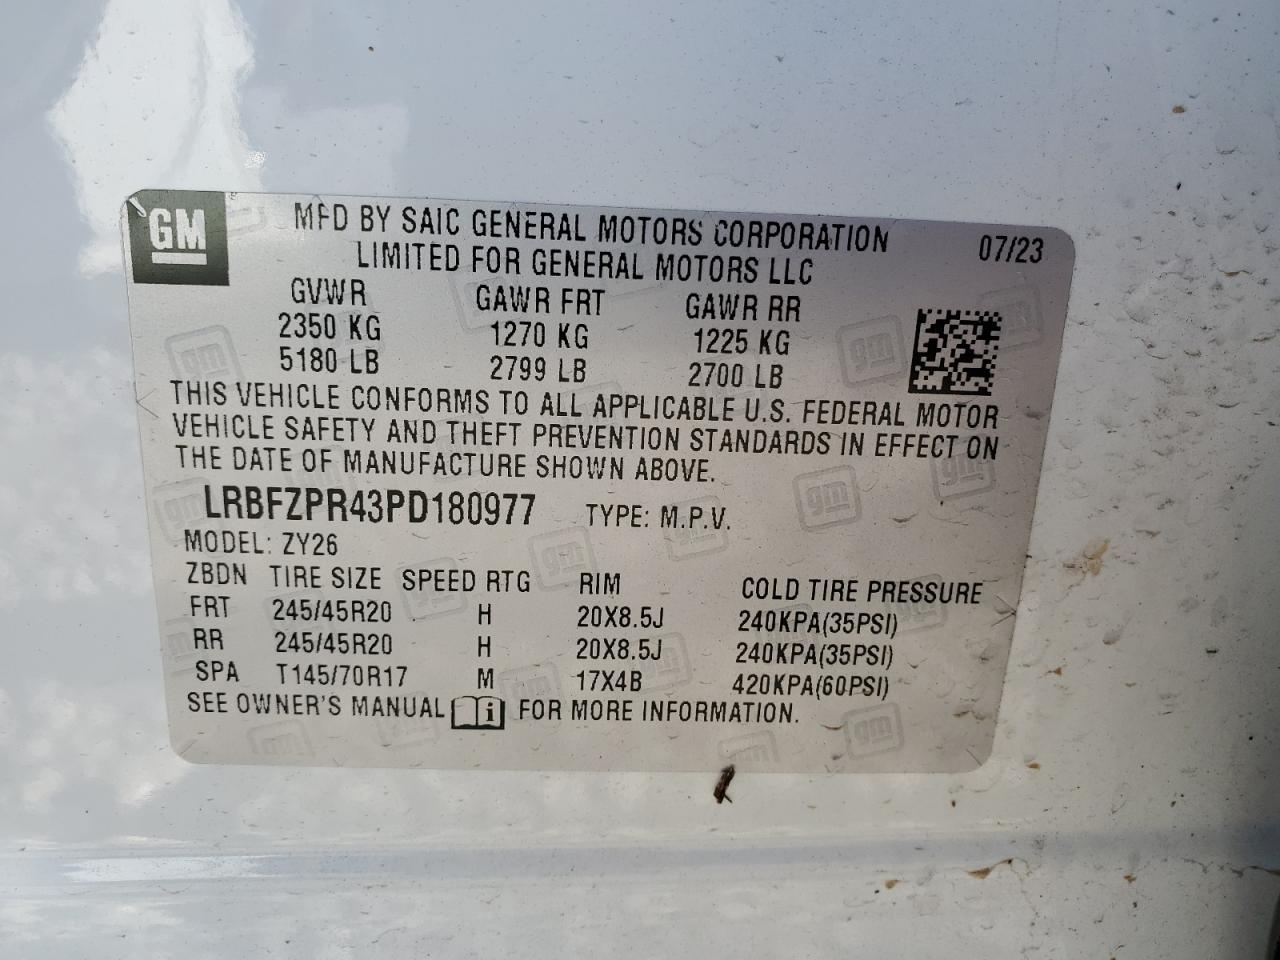 GM
MFD BY SAIC GENERAL MOTORS CORPORATION 07/23
LIMITED FOR GENERAL MOTORS LLC
GVWR GAWR FRT GAWR RR
2350 KG 1270 KG 1225 KG
5180 LB 2799 LB 2700 LB
THIS VEHICLE CONFORMS TO ALL APPLICABLE U.S. FEDERAL MOTOR
VEHICLE SAFETY AND THEFT PREVENTION STANDARDS IN EFFECT ON
THE DATE OF MANUFACTURE SHOWN ABOVE.
LRBFZPR43PD180977 TYPE: M.P.V.
MODEL: ZY26
ZBDN TIRE SIZE SPEED RTG RIM COLD TIRE PRESSURE
FRT 245/45R20 H 20X8.5J 240KPA(35PSI)
RR 245/45R20 H 20X8.5J 240KPA(35PSI)
SPA T145/70R17 M 17X4B 420KPA(60PSI)
SEE OWNER'S MANUAL i FOR MORE INFORMATION.